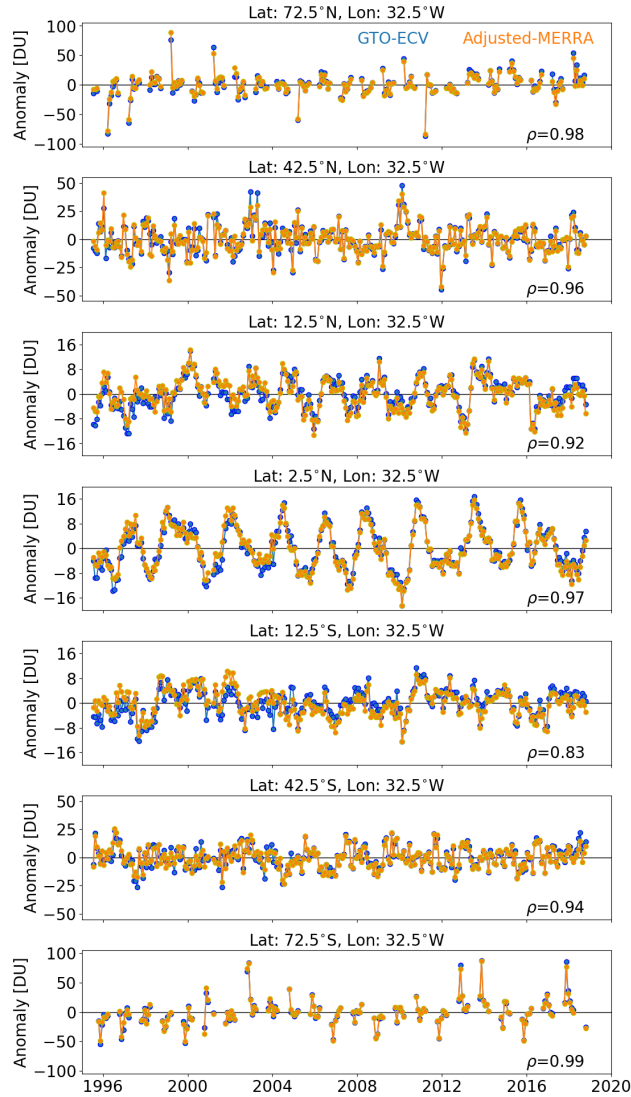 Lat: 72.5°N, Lon: 32.5°W
GTO-ECV Adjusted-MERRA
Anomaly [DU]
100
50
0
−50
−100
ρ=0.98
Lat: 42.5°N, Lon: 32.5°W
Anomaly [DU]
50
25
0
−25
−50
ρ=0.96
Lat: 12.5°N, Lon: 32.5°W
Anomaly [DU]
16
8
0
−8
−16
ρ=0.92
Lat: 2.5°N, Lon: 32.5°W
Anomaly [DU]
16
8
0
−8
−16
ρ=0.97
Lat: 12.5°S, Lon: 32.5°W
Anomaly [DU]
16
8
0
−8
−16
ρ=0.83
Lat: 42.5°S, Lon: 32.5°W
Anomaly [DU]
50
25
0
−25
−50
ρ=0.94
Lat: 72.5°S, Lon: 32.5°W
Anomaly [DU]
100
50
0
−50
−100
ρ=0.99
1996 2000 2004 2008 2012 2016 2020